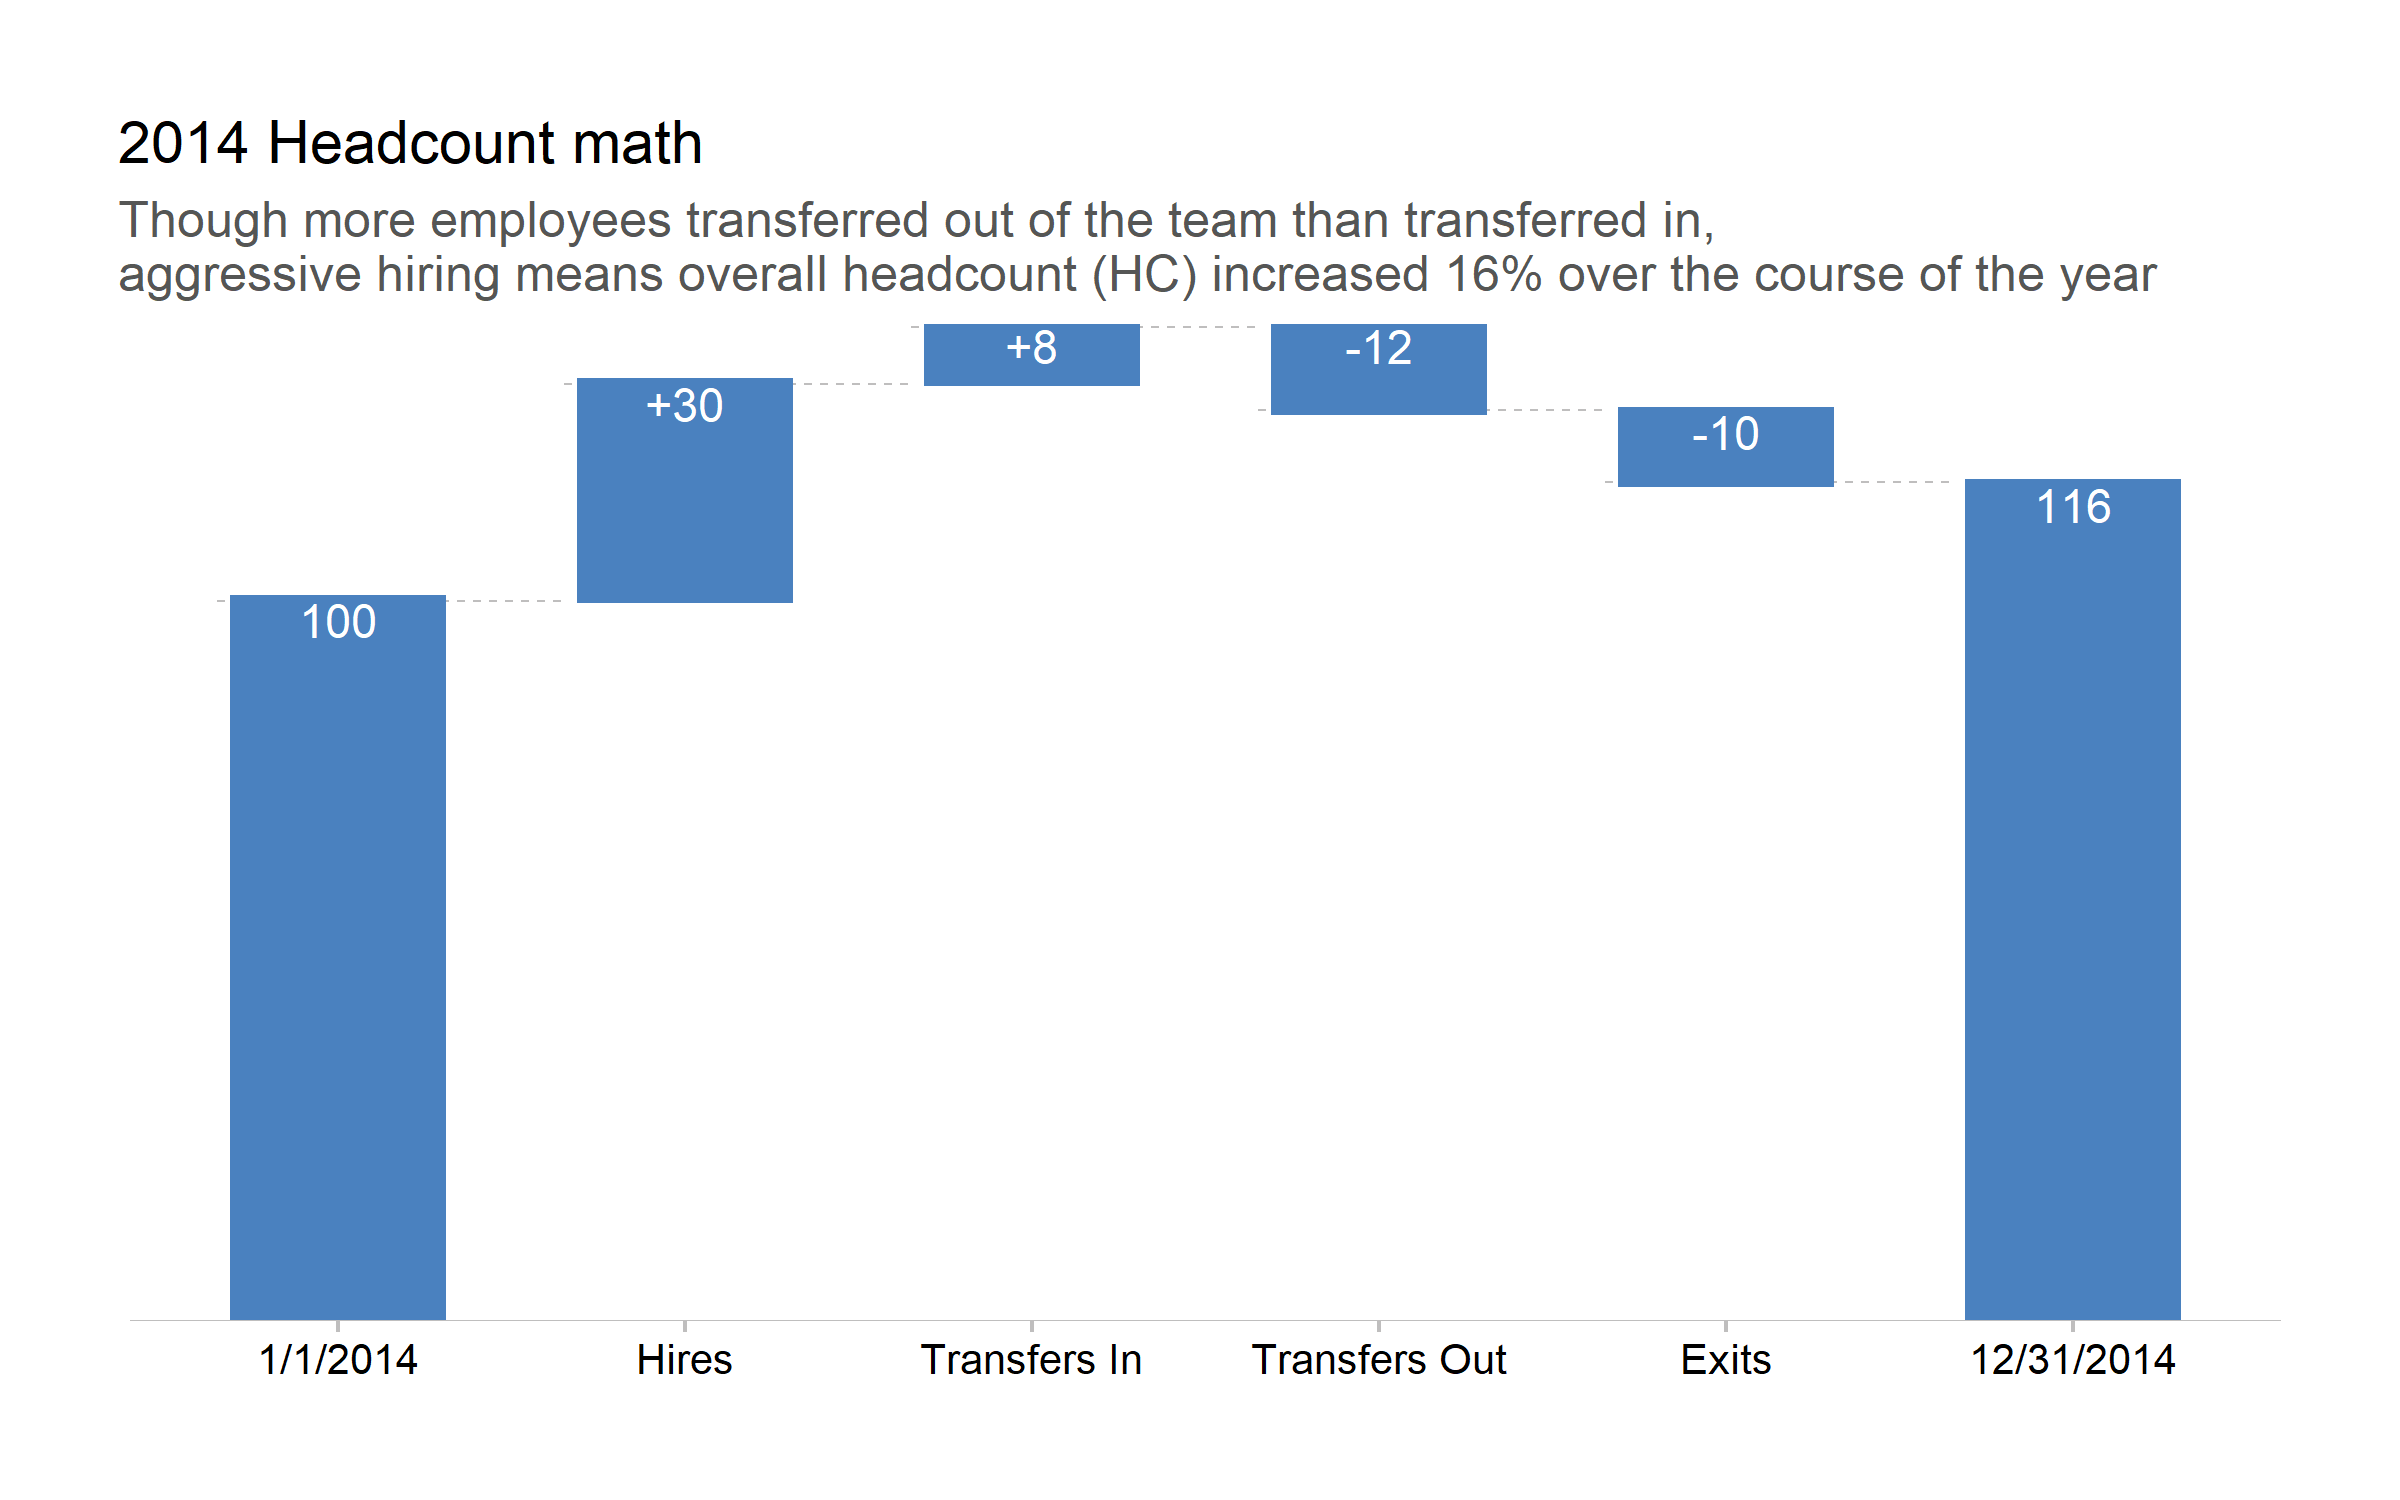 2014 Headcount math
Though more employees transferred out of the team than transferred in,
aggressive hiring means overall headcount (HC) increased 16% over the course of the year
+8
-12
+30
-10
116
100
1/1/2014
Hires
Transfers In
Transfers Out
Exits
12/31/2014